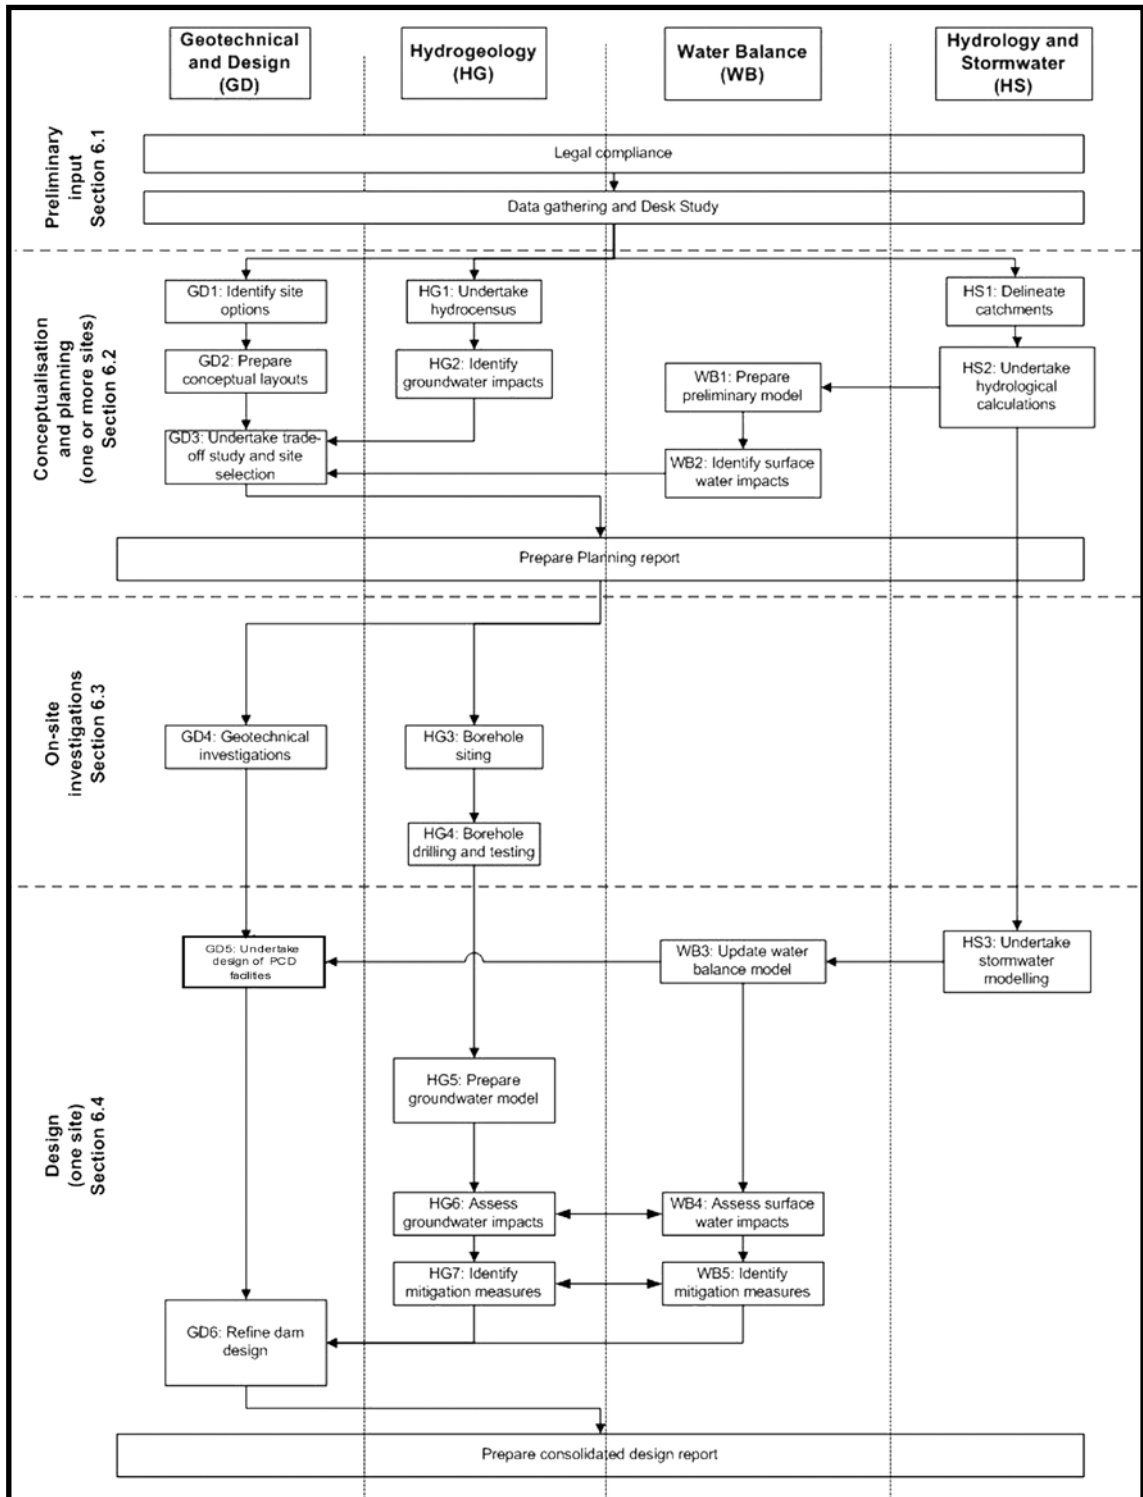 Geotechnical
and Design
(GD)
Hydrogeology
(HG)
Water Balance
(WB)
Hydrology and
Stormwater
(HS)
Preliminary
input
Section 6.1
Legal compliance
Data gathering and Desk Study
Conceptualisation
and planning
(one or more sites)
Section 6.2
GD1: Identify site
options
HG1: Undertake
hydrocensus
HS1: Delineate
catchments
GD2: Prepare
conceptual layouts
HG2: Identify
groundwater impacts
WB1: Prepare
preliminary model
HS2: Undertake
hydrological
calculations
GD3: Undertake trade-
off study and site
selection
WB2: Identify surface
water impacts
Prepare Planning report
On-site
investigations
Section 6.3
GD4: Geotechnical
investigations
HG3: Borehole
siting
HG4: Borehole
drilling and testing
Design
(one site)
Section 6.4
GD5: Undertake
design of PCD
facilities
WB3: Update water
balance model
HS3: Undertake
stormwater
modelling
HG5: Prepare
groundwater model
HG6: Assess
groundwater impacts
WB4: Assess surface
water impacts
HG7: Identify
mitigation measures
WB5: Identify
mitigation measures
GD6: Refine dam
design
Prepare consolidated design report